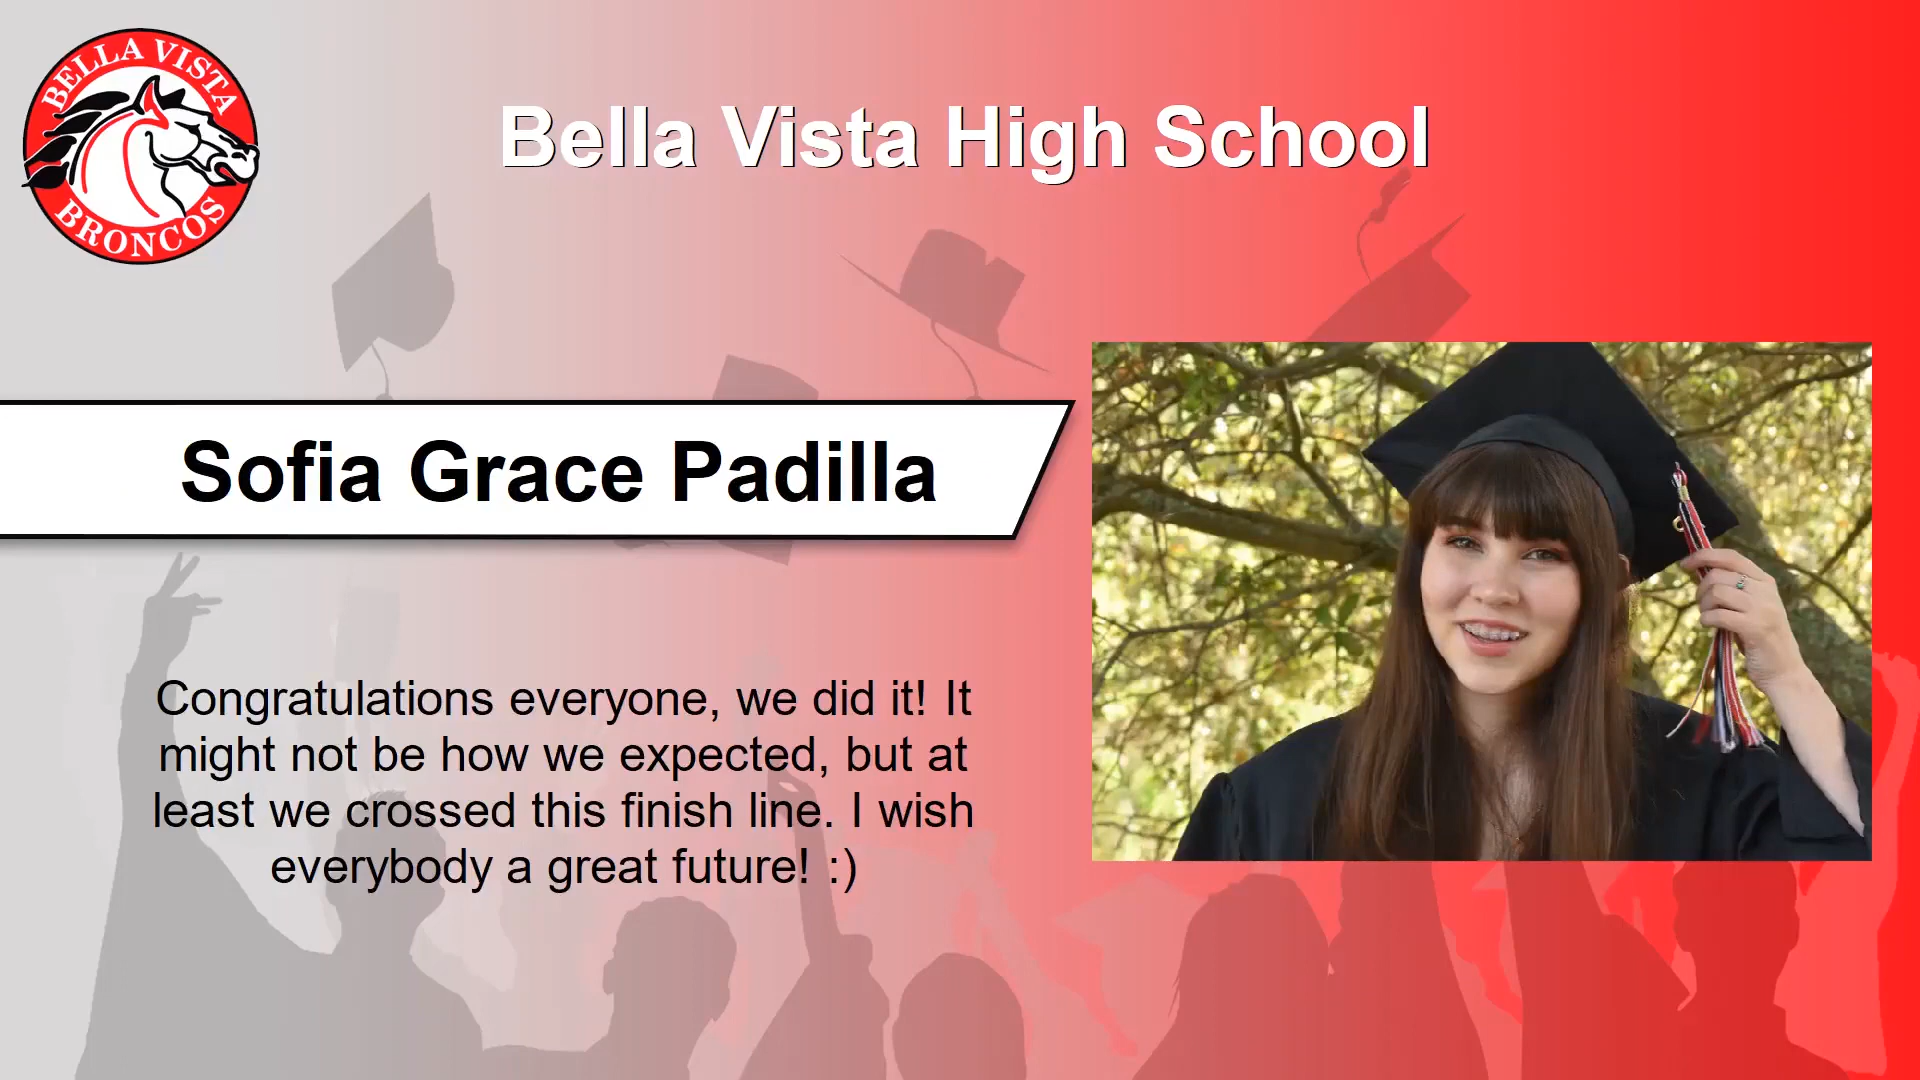 BELLA VISTA
BRONCOS
Bella Vista High School
Sofia Grace Padilla
Congratulations everyone, we did it! It
might not be how we expected, but at
least we crossed this finish line. I wish
everybody a great future! :)